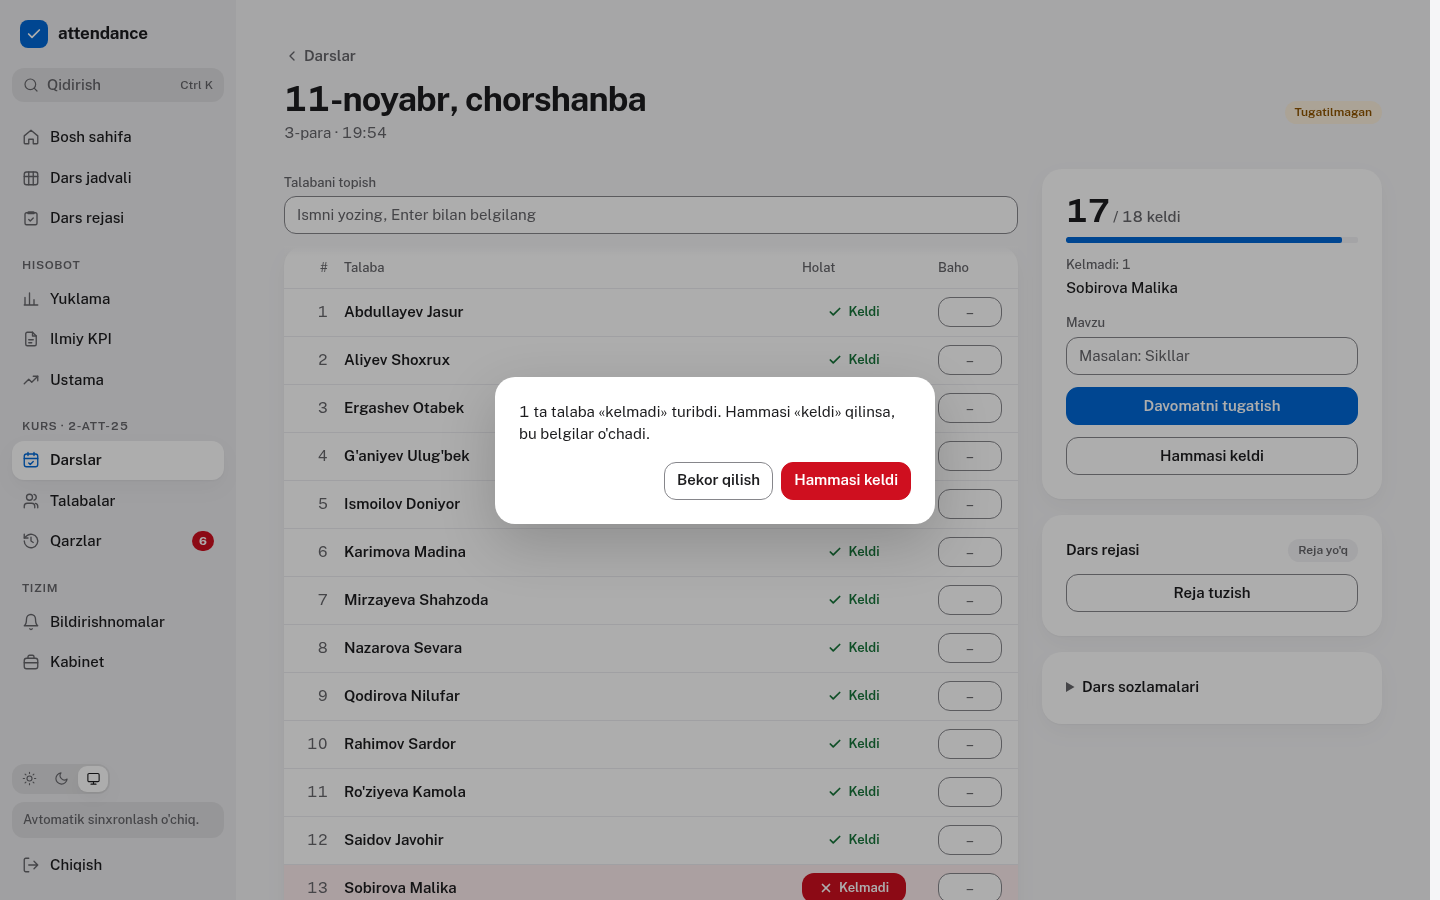 attendance
Qidirish Ctrl K
Bosh sahifa
Dars jadvali
Dars rejasi
HISOBOT
Yuklama
Ilmiy KPI
Ustama
KURS · 2-ATT-25
Darslar
Talabalar
Qarzlar 6
TIZIM
Bildirishnomalar
Kabinet
Avtomatik sinxronlash o'chiq.
Chiqish
Darslar
11-noyabr, chorshanba
3-para · 19:54
Tugatilmagan
Talabani topish
Ismni yozing, Enter bilan belgilang
# Talaba Holat Baho
1 Abdullayev Jasur Keldi –
2 Aliyev Shoxrux Keldi –
3 Ergashev Otabek –
4 G'aniyev Ulug'bek –
5 Ismoilov Doniyor –
6 Karimova Madina Keldi –
7 Mirzayeva Shahzoda Keldi –
8 Nazarova Sevara Keldi –
9 Qodirova Nilufar Keldi –
10 Rahimov Sardor Keldi –
11 Ro'ziyeva Kamola Keldi –
12 Saidov Javohir Keldi –
13 Sobirova Malika Kelmadi –
1 ta talaba «kelmadi» turibdi. Hammasi «keldi» qilinsa,
bu belgilar o'chadi.
Bekor qilish Hammasi keldi
17 / 18 keldi
Kelmadi: 1
Sobirova Malika
Mavzu
Masalan: Sikllar
Davomatni tugatish
Hammasi keldi
Dars rejasi Reja yo'q
Reja tuzish
Dars sozlamalari